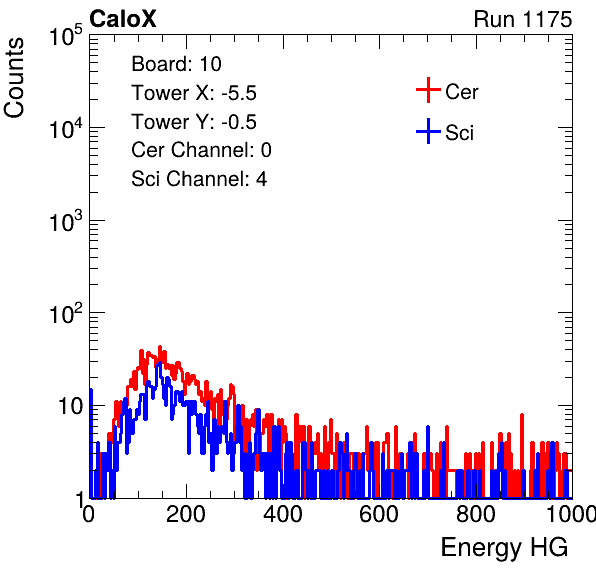 CaloX Run 1175
Counts
Board: 10
Tower X: -5.5
Tower Y: -0.5
Cer Channel: 0
Sci Channel: 4
Cer
Sci
10^5
10^4
10^3
10^2
10
1
0 200 400 600 800 1000
Energy HG